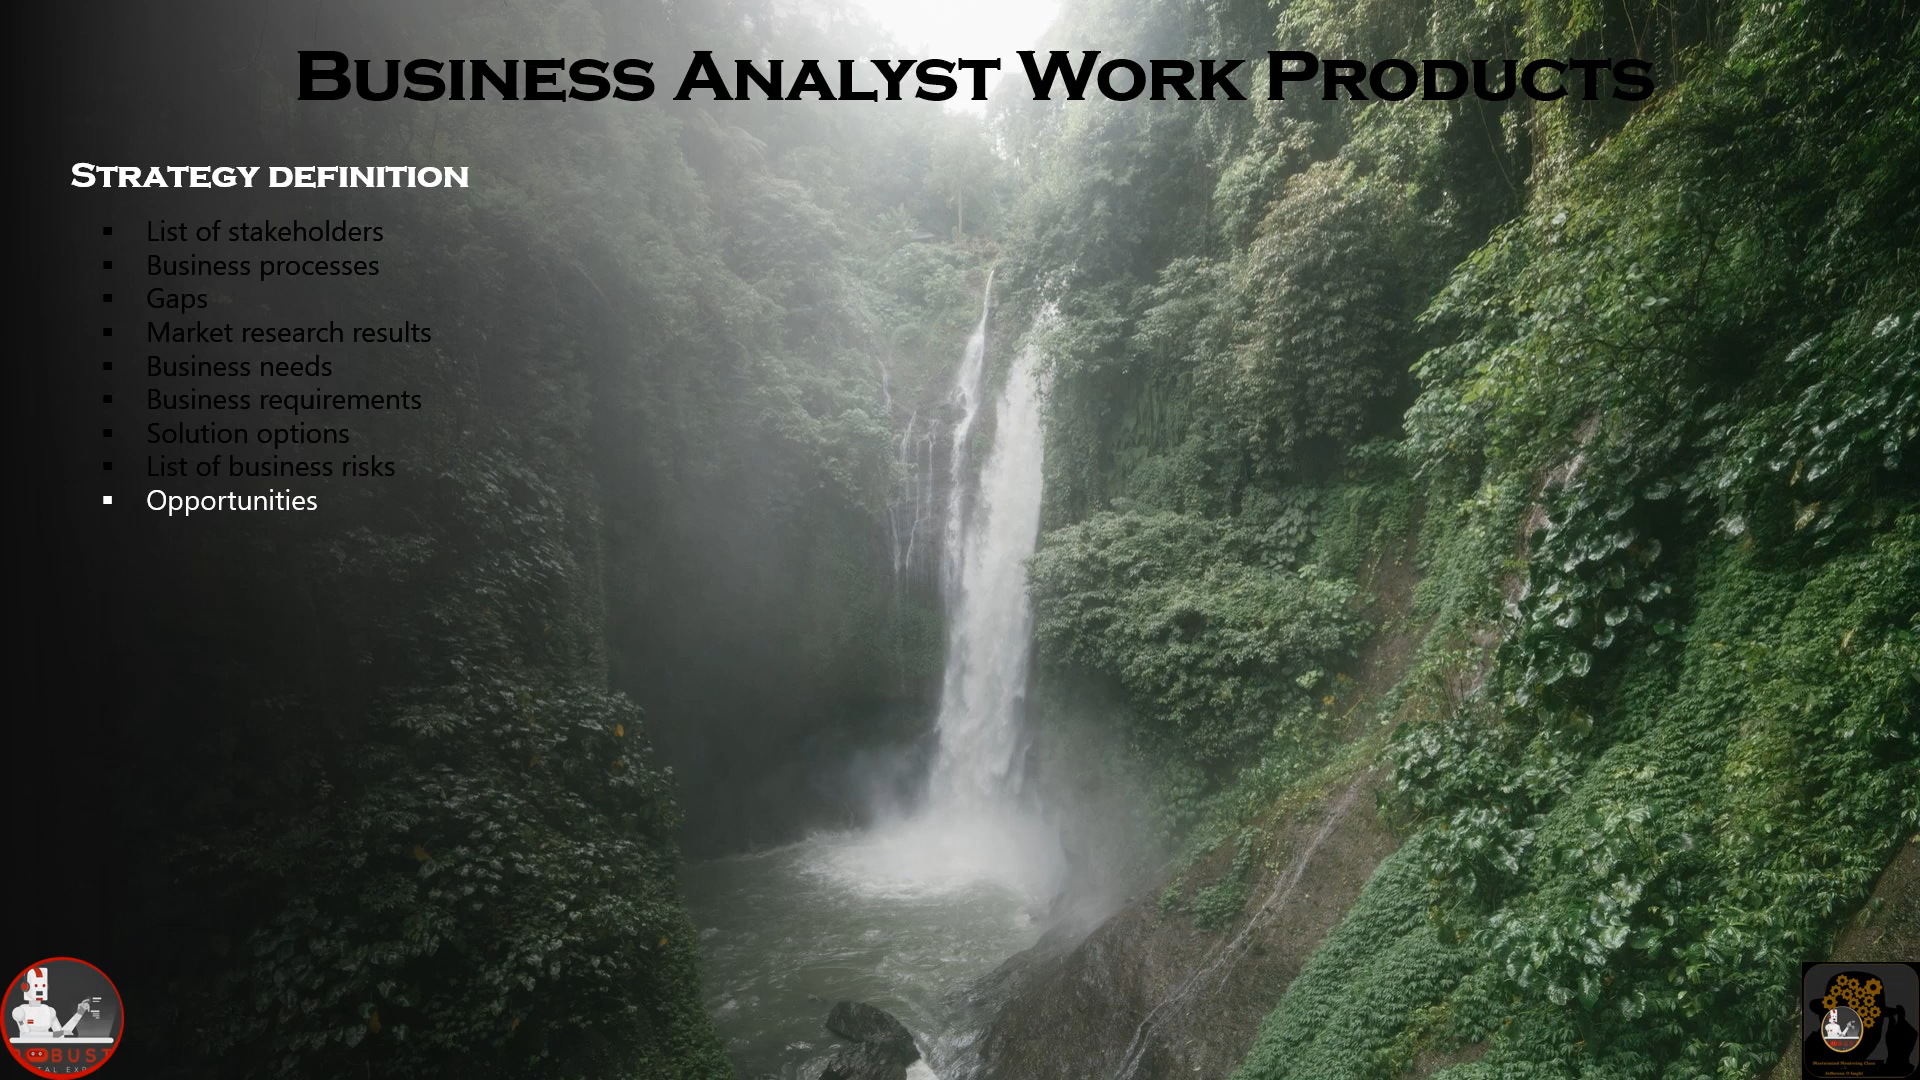 Business Analyst Work Products
Strategy definition
▪ List of stakeholders
▪ Business processes
▪ Gaps
▪ Market research results
▪ Business needs
▪ Business requirements
▪ Solution options
▪ List of business risks
▪ Opportunities